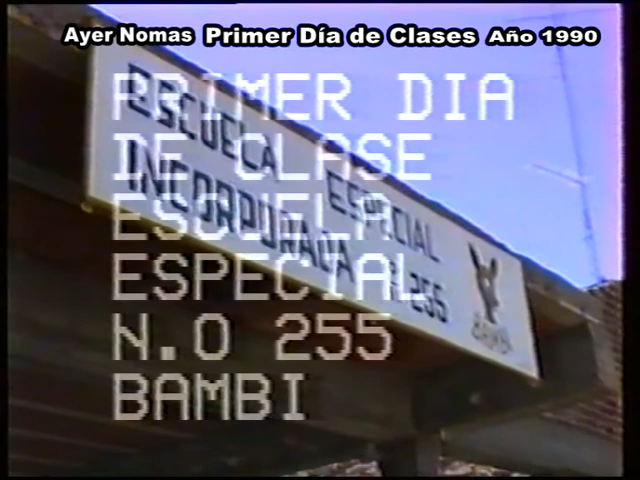 Ayer Nomas Primer Día de Clases Año 1990
PRIMER DIA
DE CLASE
ESCUELA
ESPECIAL
N.O 255
BAMBI
ESCUELA ESPECIAL
INCORPORADA 255
BAMBI